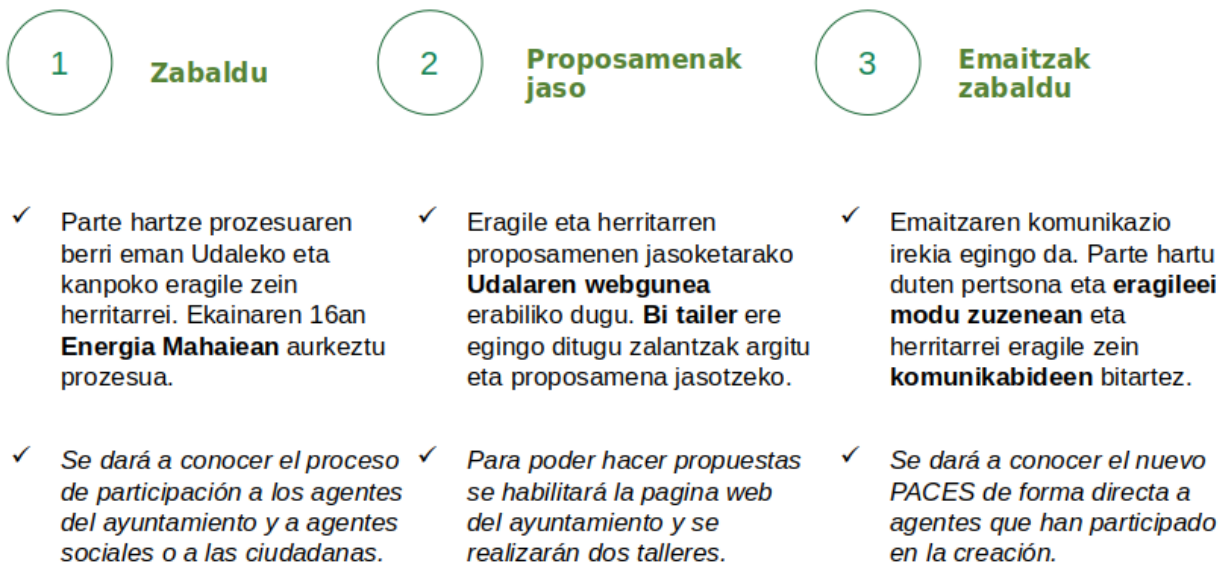 1
Zabaldu
2
Proposamenak
jaso
3
Emaitzak
zabaldu
✓ Parte hartze prozesuaren
berri eman Udaleko eta
kanpoko eragile zein
herritarrei. Ekainaren 16an
Energia Mahaiean aurkeztu
prozesua.
✓ Se dará a conocer el proceso
de participación a los agentes
del ayuntamiento y a agentes
sociales o a las ciudadanas.
✓ Eragile eta herritarren
proposamenen jasoketarako
Udalaren webgunea
erabiliko dugu. Bi tailer ere
egingo ditugu zalantzak argitu
eta proposamena jasotzeko.
✓ Para poder hacer propuestas
se habilitará la pagina web
del ayuntamiento y se
realizarán dos talleres.
✓ Emaitzaren komunikazio
irekia egingo da. Parte hartu
duten pertsona eta eragileei
modu zuzenean eta
herritarrei eragile zein
komunikabideen bitartez.
✓ Se dará a conocer el nuevo
PACES de forma directa a
agentes que han participado
en la creación.